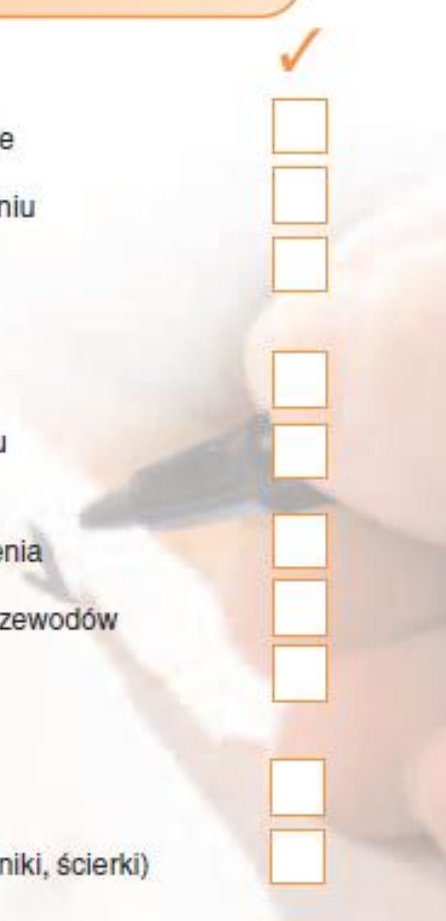 e
niu
u
enia
zewodów
niki, ścierki)